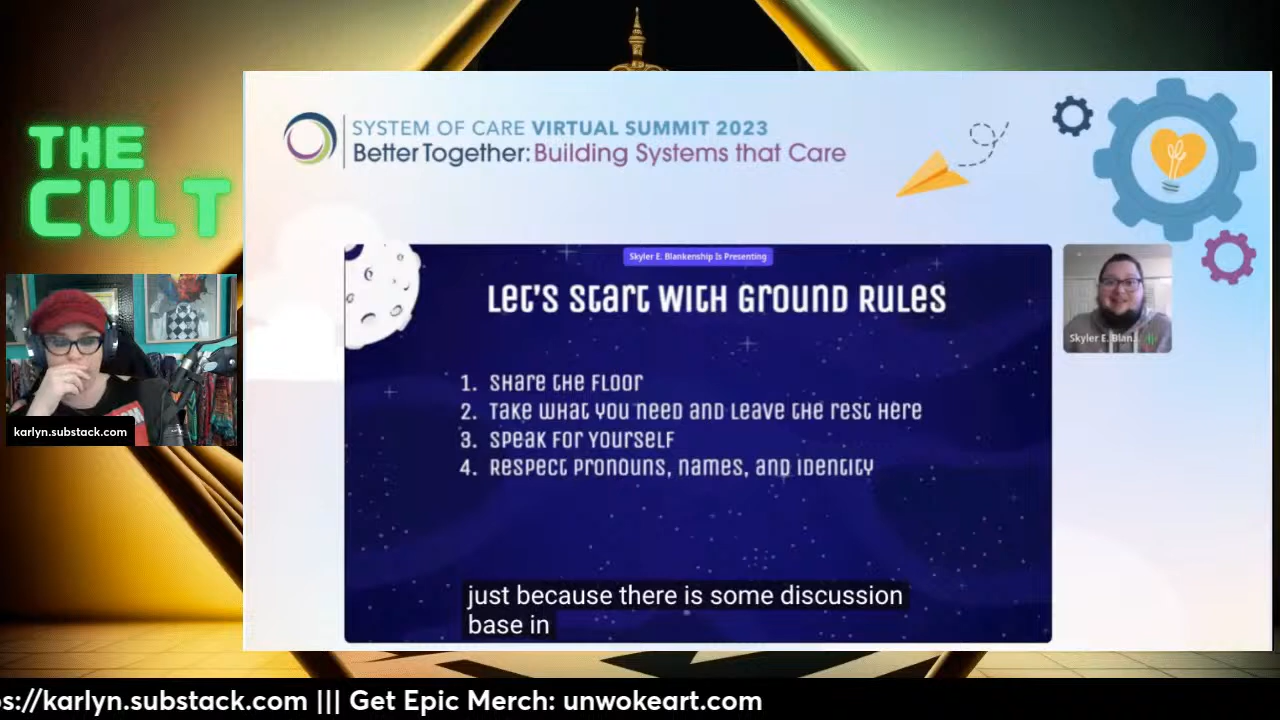 SYSTEM OF CARE VIRTUAL SUMMIT 2023
Better Together: Building Systems that Care
THE
CULT
Skyler E. Blankenship Is Presenting
Let's Start With Ground Rules
1. Share the Floor
2. Take what you need and leave the rest here
3. Speak for yourself
4. Respect pronouns, names, and identity
Skyler E. Blan...
karlyn.substack.com
just because there is some discussion
base in
s://karlyn.substack.com ||| Get Epic Merch: unwokeart.com